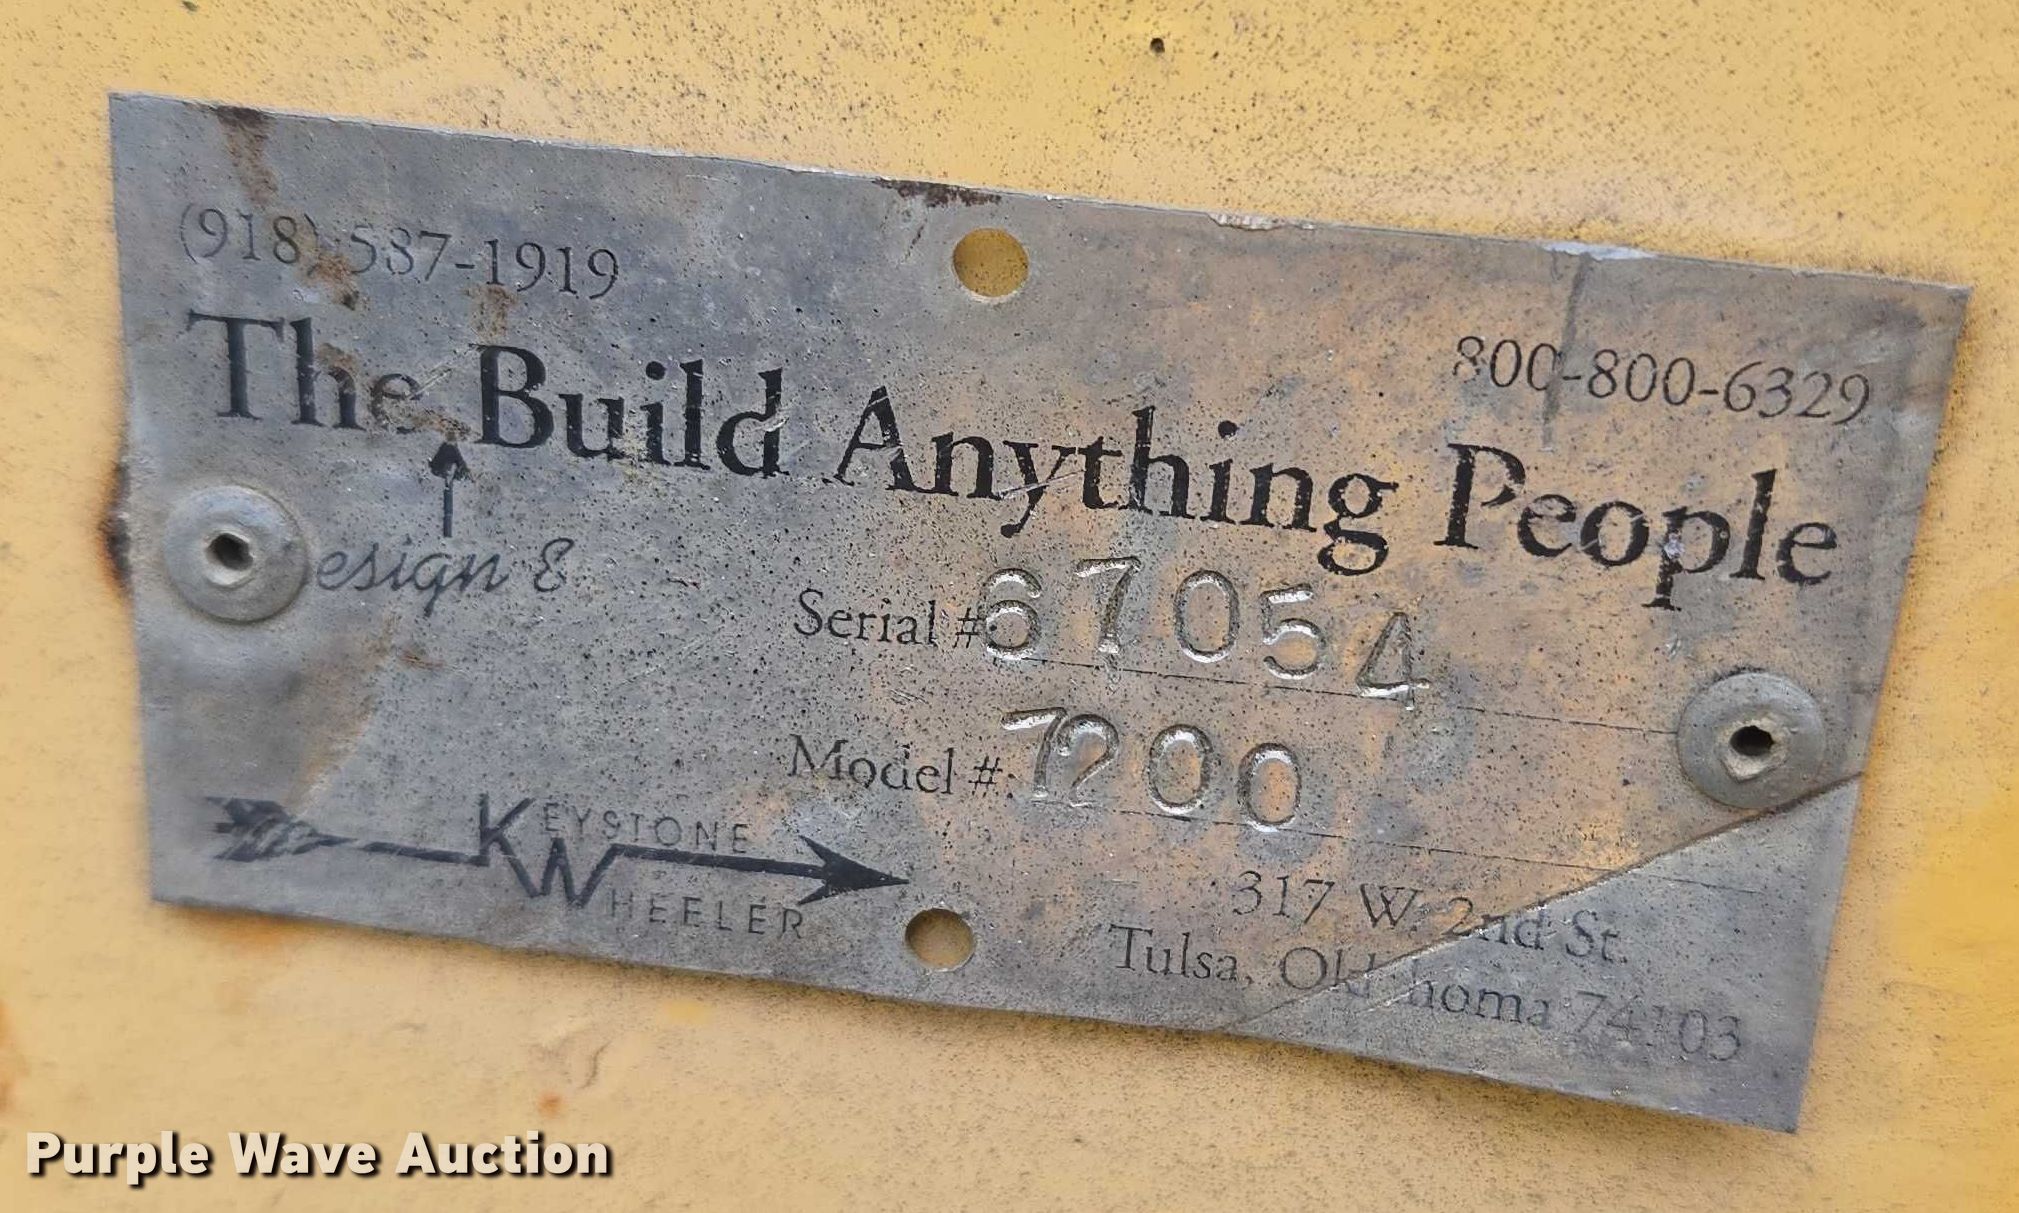 (918) 587-1919
800-800-6329
The Build Anything People
esign &
Serial # 67054
Model #: 7200
KEYSTONE
WHEELER
317 W. 2nd St.
Tulsa, Oklahoma 74103
Purple Wave Auction